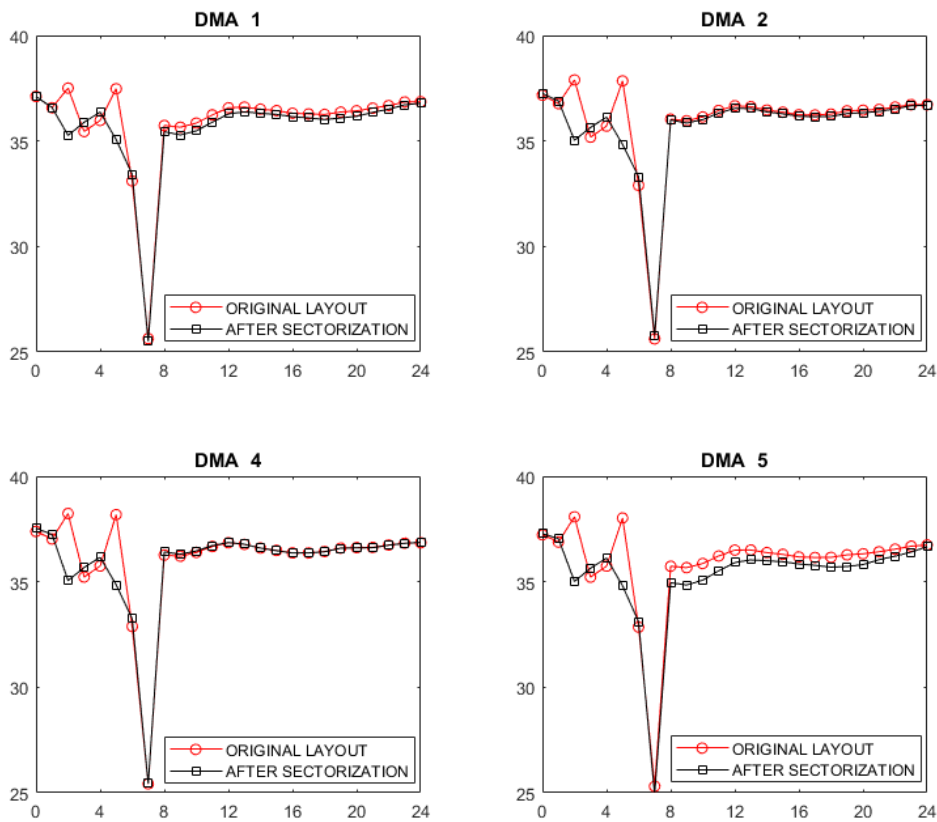 DMA 1
40
35
30
25
0 4 8 12 16 20 24
ORIGINAL LAYOUT
AFTER SECTORIZATION
DMA 2
40
35
30
25
0 4 8 12 16 20 24
ORIGINAL LAYOUT
AFTER SECTORIZATION
DMA 4
40
35
30
25
0 4 8 12 16 20 24
ORIGINAL LAYOUT
AFTER SECTORIZATION
DMA 5
40
35
30
25
0 4 8 12 16 20 24
ORIGINAL LAYOUT
AFTER SECTORIZATION